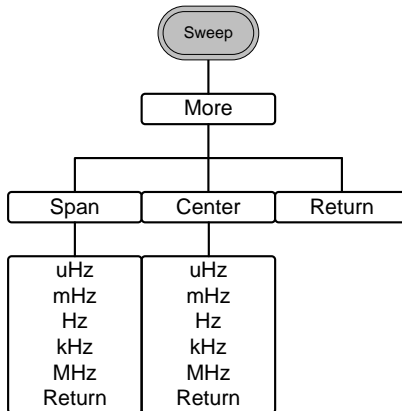 Sweep
More
Span Center Return
uHz uHz
mHz mHz
Hz Hz
kHz kHz
MHz MHz
Return Return